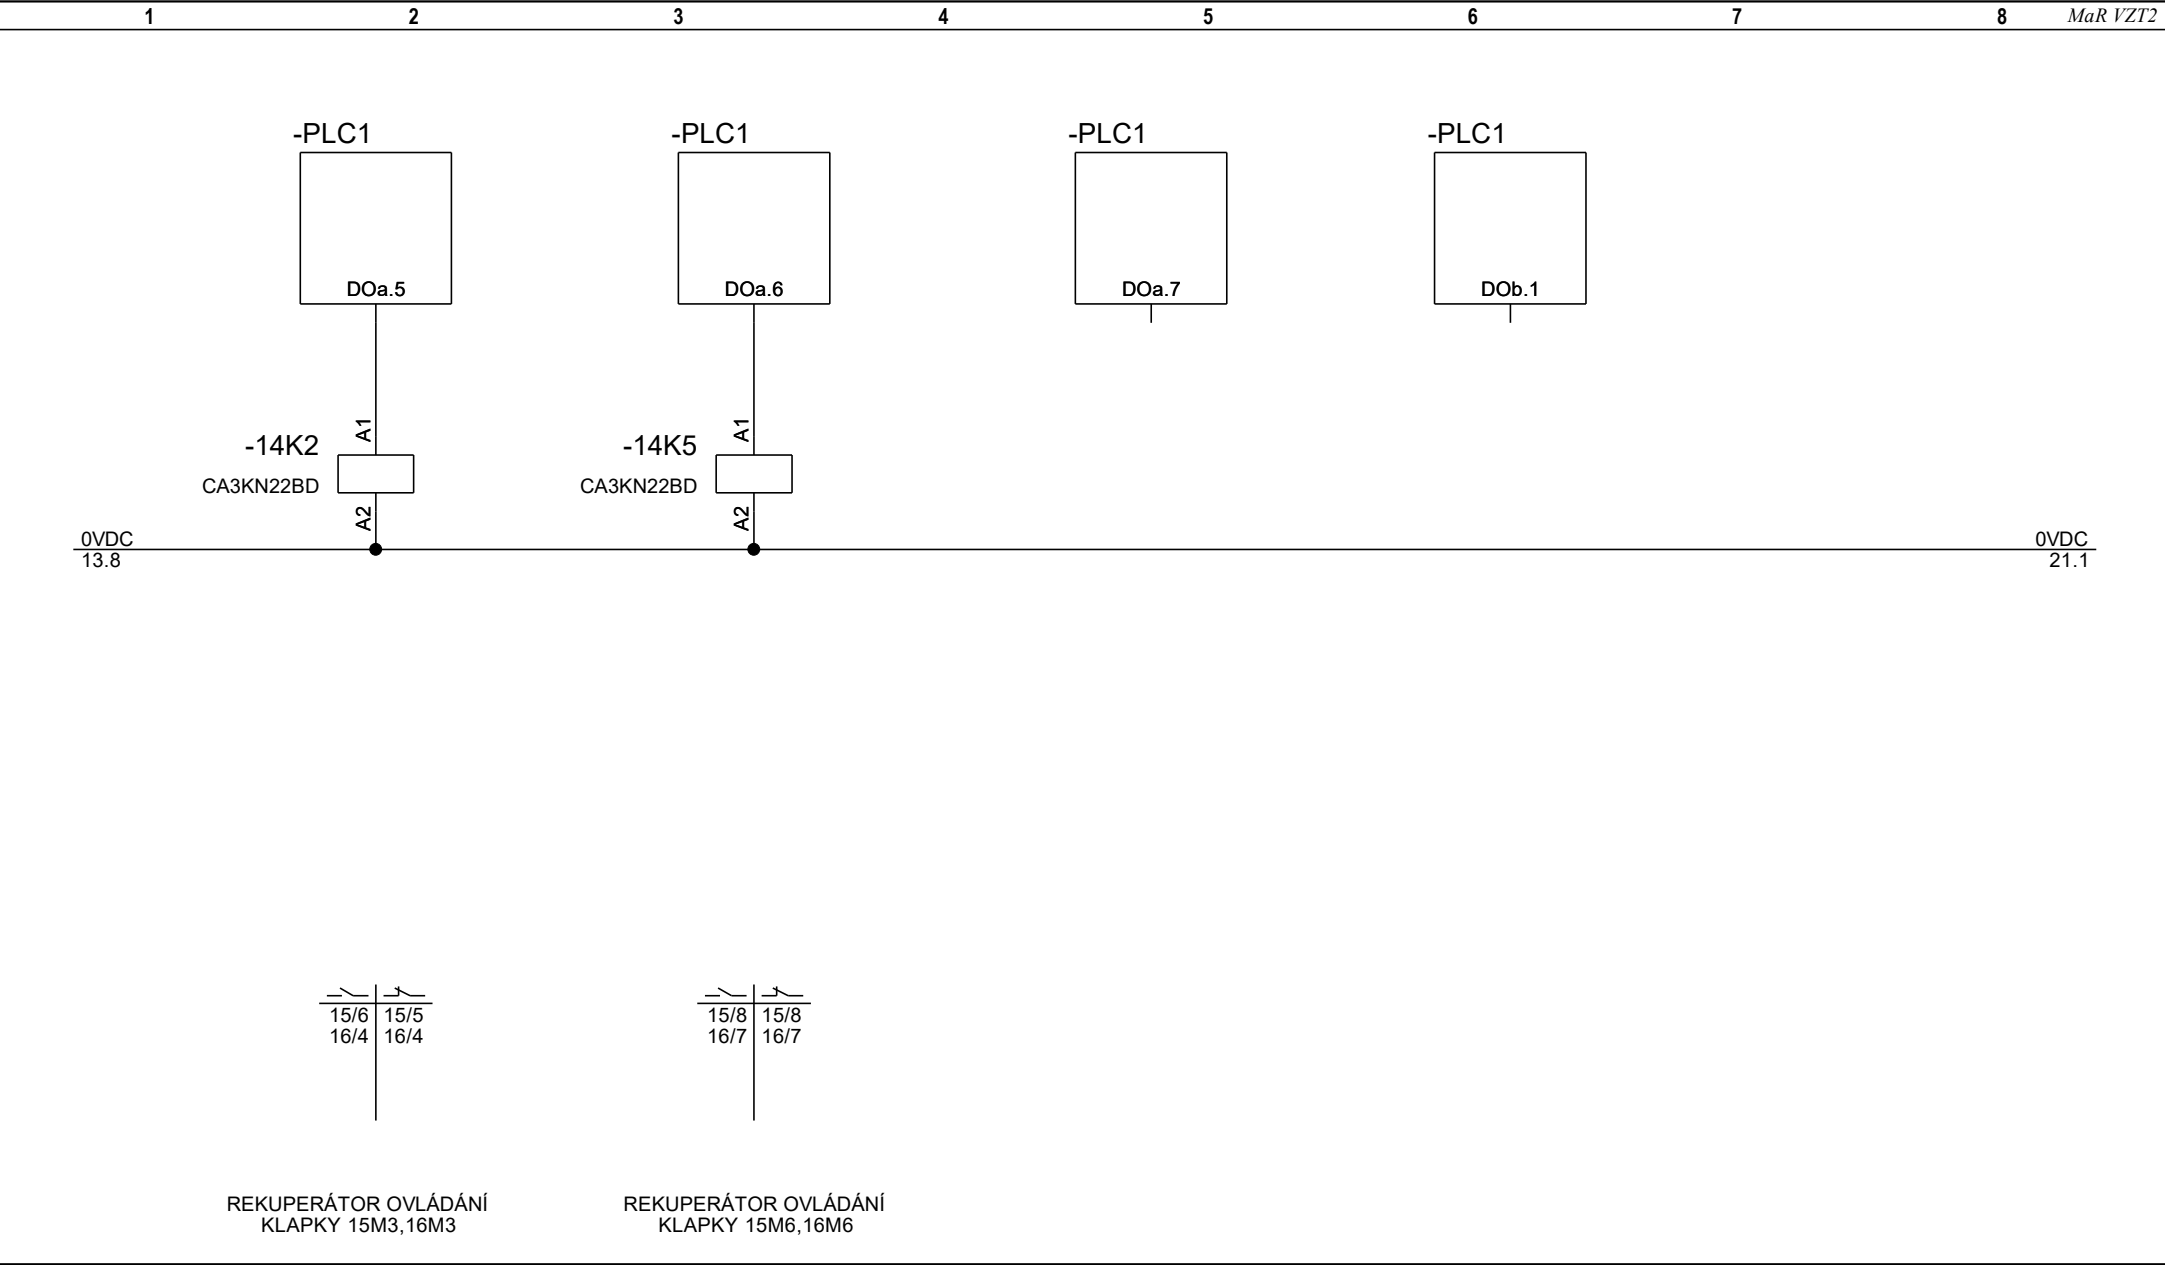 1 2 3 4 5 6 7 8 MaR VZT2
-PLC1 -PLC1 -PLC1 -PLC1
DOa.5 DOa.6 DOa.7 DOb.1
A1 A1
-14K2 -14K5
CA3KN22BD CA3KN22BD
A2 A2
0VDC 0VDC
13.8 21.1
15/6 15/5 15/8 15/8
16/4 16/4 16/7 16/7
REKUPERÁTOR OVLÁDÁNÍ REKUPERÁTOR OVLÁDÁNÍ
KLAPKY 15M3,16M3 KLAPKY 15M6,16M6